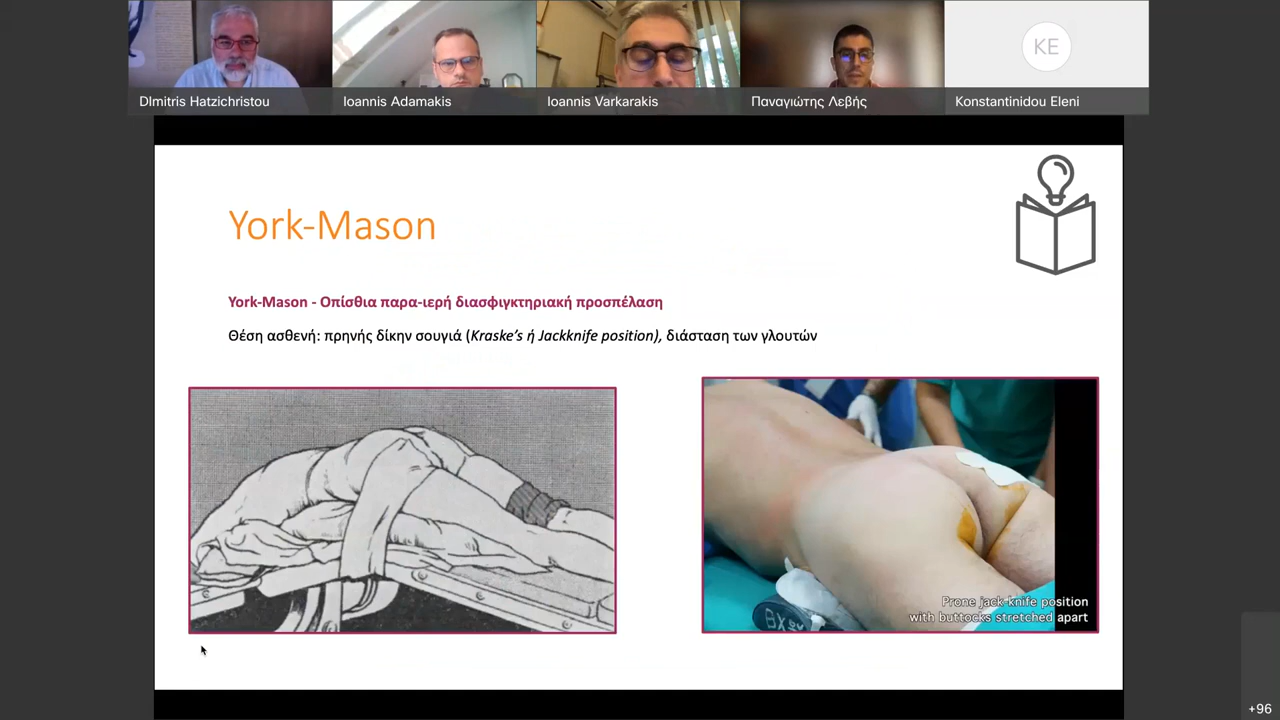 DImitris Hatzichristou
Ioannis Adamakis
Ioannis Varkarakis
Παναγιώτης Λεβής
KE
Konstantinidou Eleni
York-Mason
York-Mason - Οπίσθια παρα-ιερή διασφιγκτηριακή προσπέλαση
Θέση ασθενή: πρηνής δίκην σουγιά (Kraske's ή Jackknife position), διάσταση των γλουτών
Prone jack-knife position
with buttocks stretched apart
+96